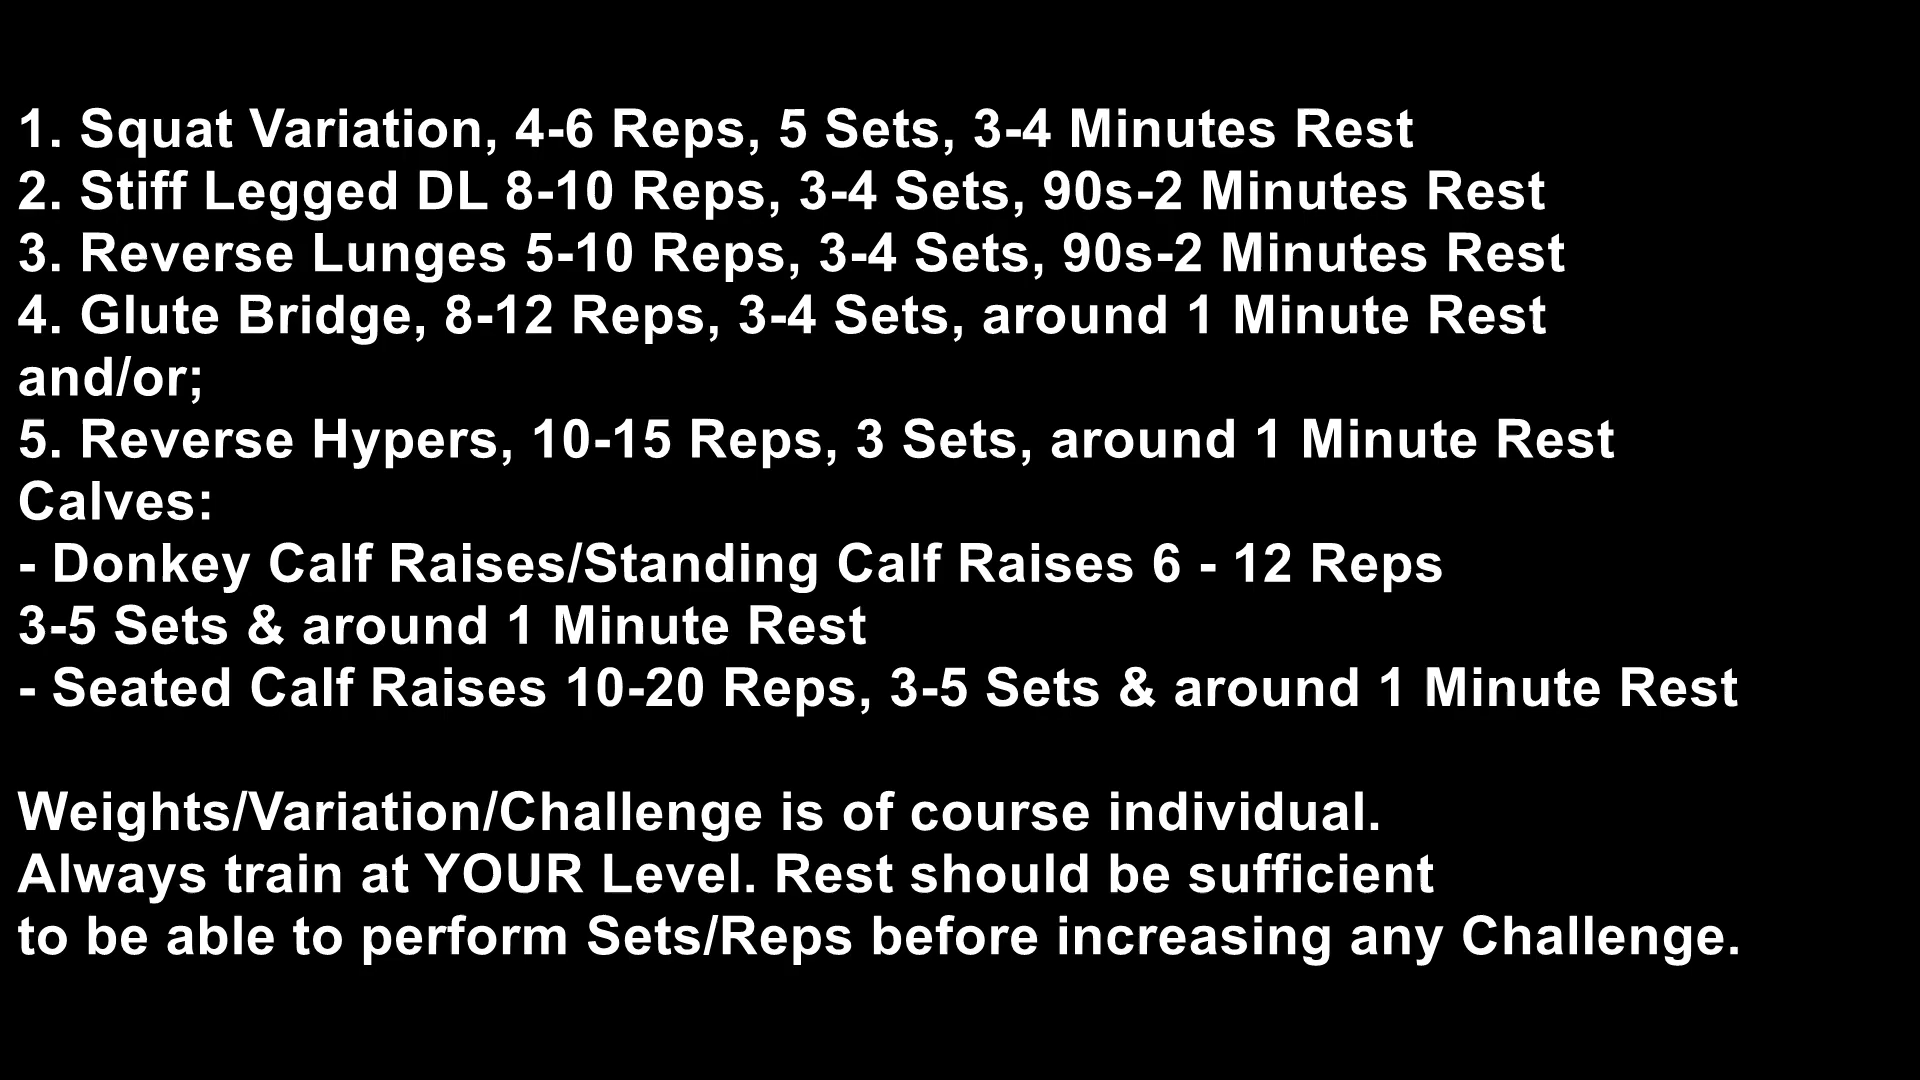 1. Squat Variation, 4-6 Reps, 5 Sets, 3-4 Minutes Rest
2. Stiff Legged DL 8-10 Reps, 3-4 Sets, 90s-2 Minutes Rest
3. Reverse Lunges 5-10 Reps, 3-4 Sets, 90s-2 Minutes Rest
4. Glute Bridge, 8-12 Reps, 3-4 Sets, around 1 Minute Rest
and/or;
5. Reverse Hypers, 10-15 Reps, 3 Sets, around 1 Minute Rest
Calves:
- Donkey Calf Raises/Standing Calf Raises 6 - 12 Reps
3-5 Sets & around 1 Minute Rest
- Seated Calf Raises 10-20 Reps, 3-5 Sets & around 1 Minute Rest
Weights/Variation/Challenge is of course individual.
Always train at YOUR Level. Rest should be sufficient
to be able to perform Sets/Reps before increasing any Challenge.